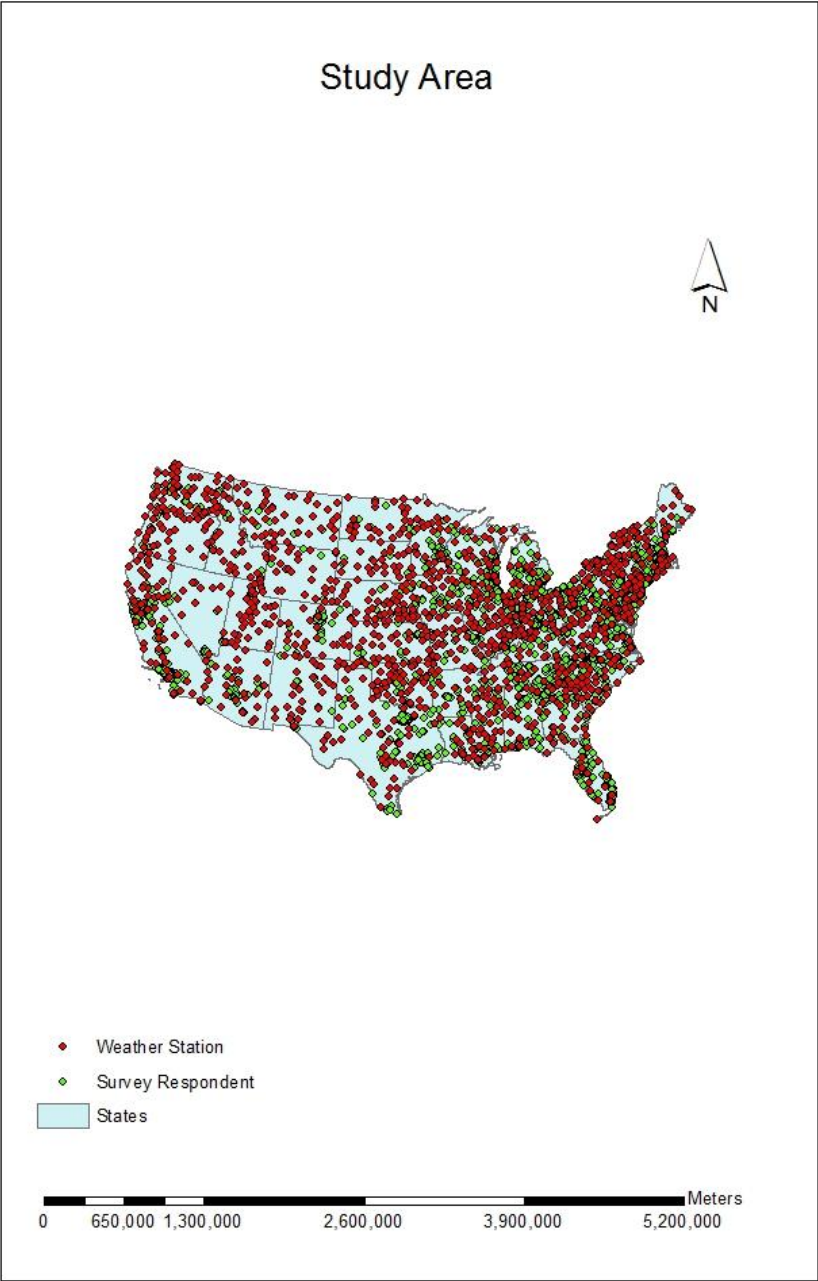 Study Area
N
Weather Station
Survey Respondent
States
Meters
0 650,000 1,300,000 2,600,000 3,900,000 5,200,000